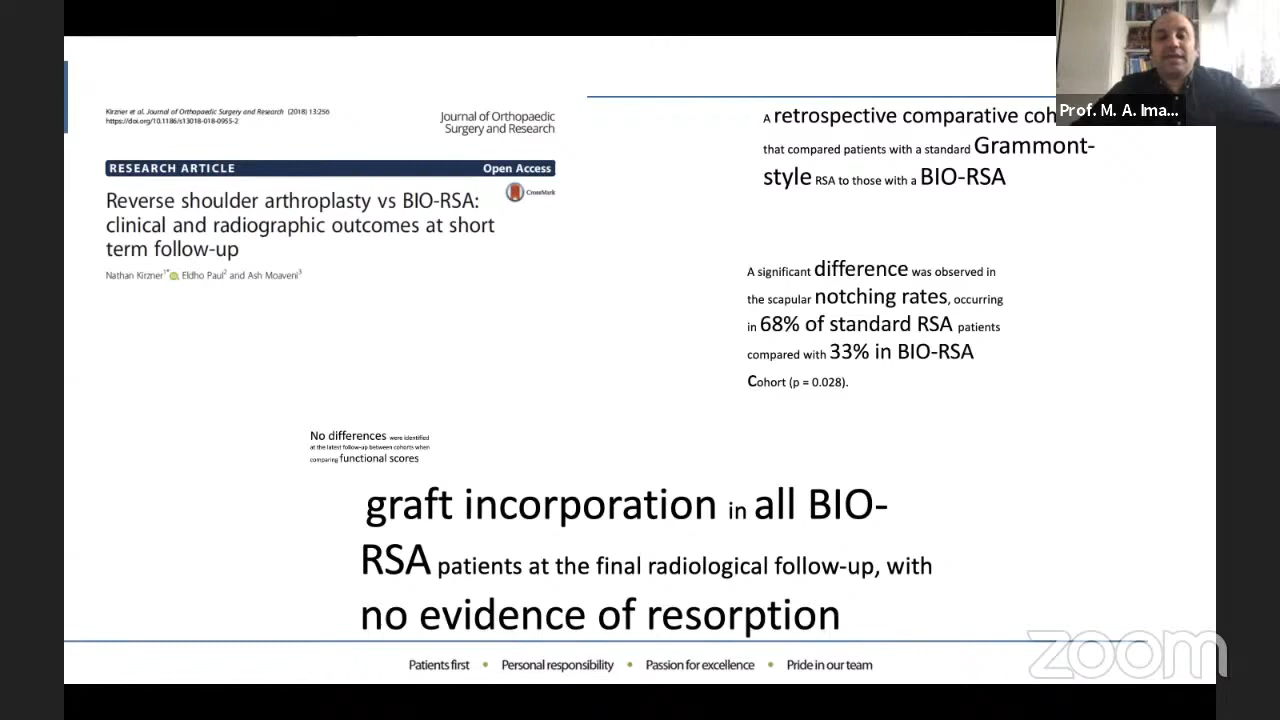 Kirzner et al. Journal of Orthopaedic Surgery and Research (2018) 13:256
https://doi.org/10.1186/s13018-018-0955-2
Journal of Orthopaedic
Surgery and Research
RESEARCH ARTICLE Open Access
CrossMark
Reverse shoulder arthroplasty vs BIO-RSA:
clinical and radiographic outcomes at short
term follow-up
Nathan Kirzner1*, Eldho Paul2 and Ash Moaveni3
Prof. M. A. Ima...
A retrospective comparative coh
that compared patients with a standard Grammont-
style RSA to those with a BIO-RSA
A significant difference was observed in
the scapular notching rates, occurring
in 68% of standard RSA patients
compared with 33% in BIO-RSA
Cohort (p = 0.028).
No differences were identified
at the latest follow-up between cohorts when
comparing functional scores
graft incorporation in all BIO-
RSA patients at the final radiological follow-up, with
no evidence of resorption
Patients first • Personal responsibility • Passion for excellence • Pride in our team
zoom